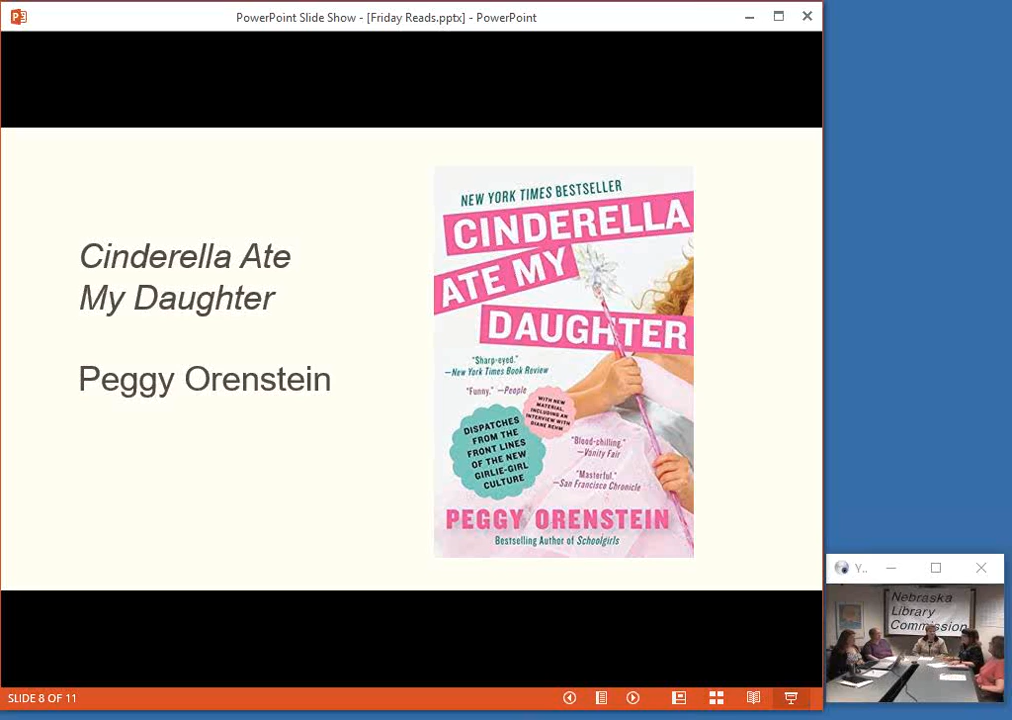 PowerPoint Slide Show - [Friday Reads.pptx] - PowerPoint
Cinderella Ate
My Daughter
Peggy Orenstein
NEW YORK TIMES BESTSELLER
CINDERELLA
ATE MY
DAUGHTER
"Sharp-eyed."
—New York Times Book Review
"Funny." —People
WITH NEW
MATERIAL,
INCLUDING AN
INTERVIEW WITH
DIANE REHM
DISPATCHES
FROM THE
FRONT LINES
OF THE NEW
GIRLIE-GIRL
CULTURE
"Blood-chilling."
—Vanity Fair
"Masterful."
—San Francisco Chronicle
PEGGY ORENSTEIN
Bestselling Author of Schoolgirls
Y..
Nebraska
Library
Commission
SLIDE 8 OF 11